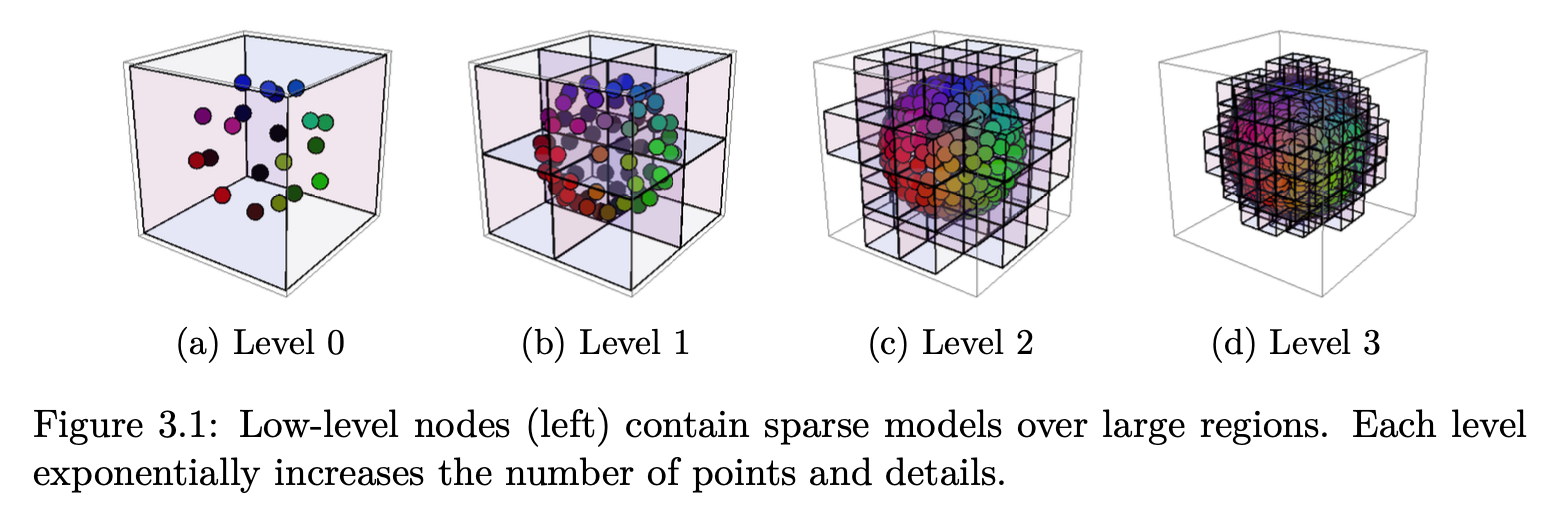 (a) Level 0
(b) Level 1
(c) Level 2
(d) Level 3
Figure 3.1: Low-level nodes (left) contain sparse models over large regions. Each level
exponentially increases the number of points and details.